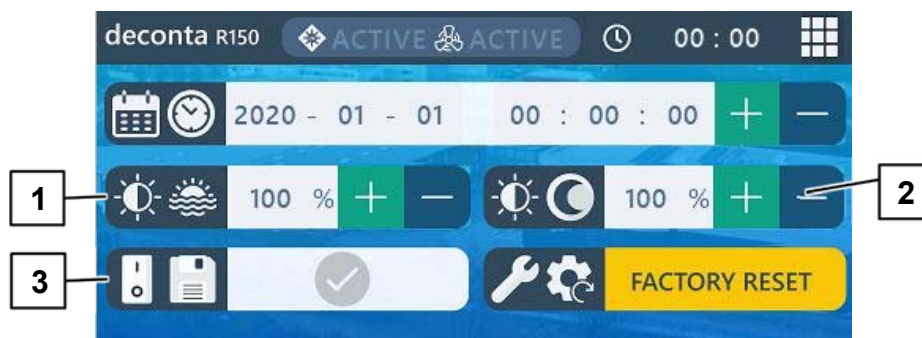 deconta R150 ACTIVE ACTIVE 00 : 00
2020 - 01 - 01 00 : 00 : 00 + −
1 100 % + − 100 % + − 2
3 FACTORY RESET